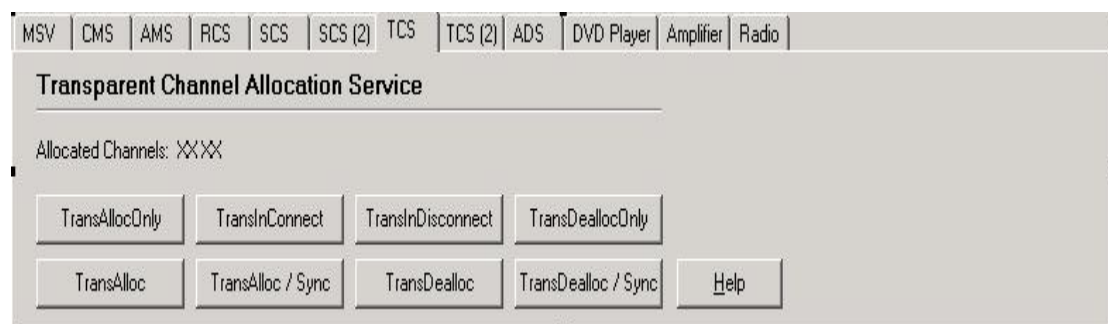 MSV CMS AMS RCS SCS SCS (2) TCS TCS (2) ADS DVD Player Amplifier Radio
Transparent Channel Allocation Service
Allocated Channels: XXXX
TransAllocOnly TransInConnect TransInDisconnect TransDeallocOnly
TransAlloc TransAlloc / Sync TransDealloc TransDealloc / Sync Help